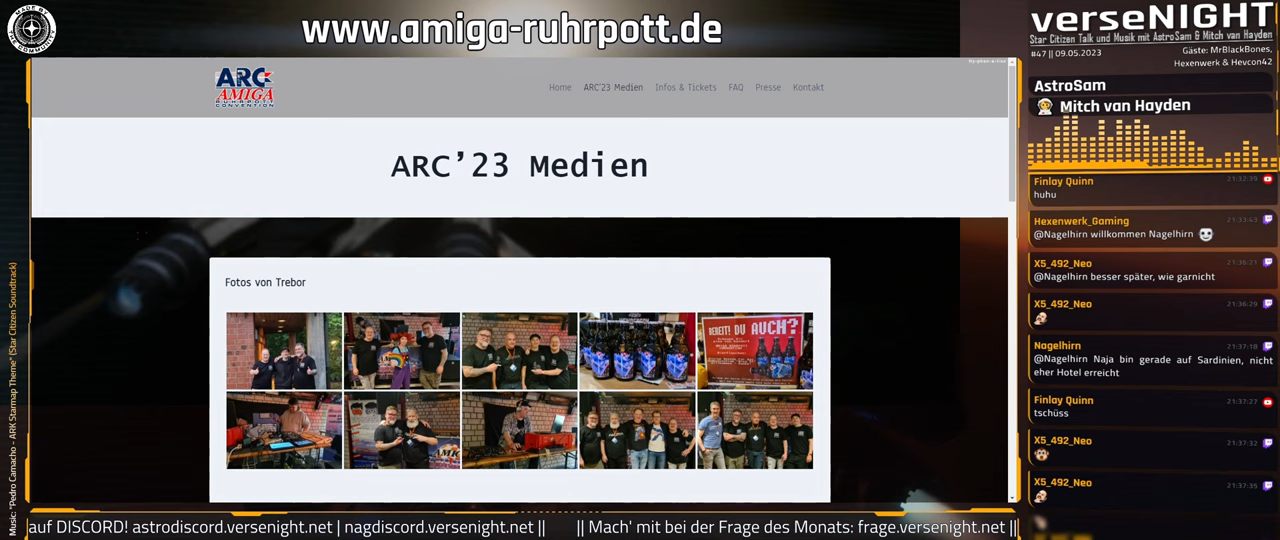 MADE BY
THE COMMUNITY
www.amiga-ruhrpott.de
ARC
AMIGA
RUHRPOTT
CONVENTION
Home
ARC'23 Medien
Infos & Tickets
FAQ
Presse
Kontakt
ARC’23 Medien
Fotos von Trebor
BEREIT! DU AUCH?
Music: "Pedro Camacho - ARK Starmap Theme" (Star Citizen Soundtrack)
auf DISCORD! astrodiscord.versenight.net | nagdiscord.versenight.net || || Mach' mit bei der Frage des Monats: frage.versenight.net ||
verseNIGHT
Star Citizen Talk und Musik mit AstroSam & Mitch van Hayden
#47 || 09.05.2023
Gäste: MrBlackBones,
Hexenwerk & Hevcon42
AstroSam
Mitch van Hayden
Finlay Quinn 21:32:39
huhu
Hexenwerk_Gaming 21:33:43
@Nagelhirn willkommen Nagelhirn
X5_492_Neo 21:36:21
@Nagelhirn besser später, wie garnicht
X5_492_Neo 21:36:29
Nagelhirn 21:37:18
@Nagelhirn Naja bin gerade auf Sardinien, nicht
eher Hotel erreicht
Finlay Quinn 21:37:27
tschüss
X5_492_Neo 21:37:32
X5_492_Neo 21:37:35